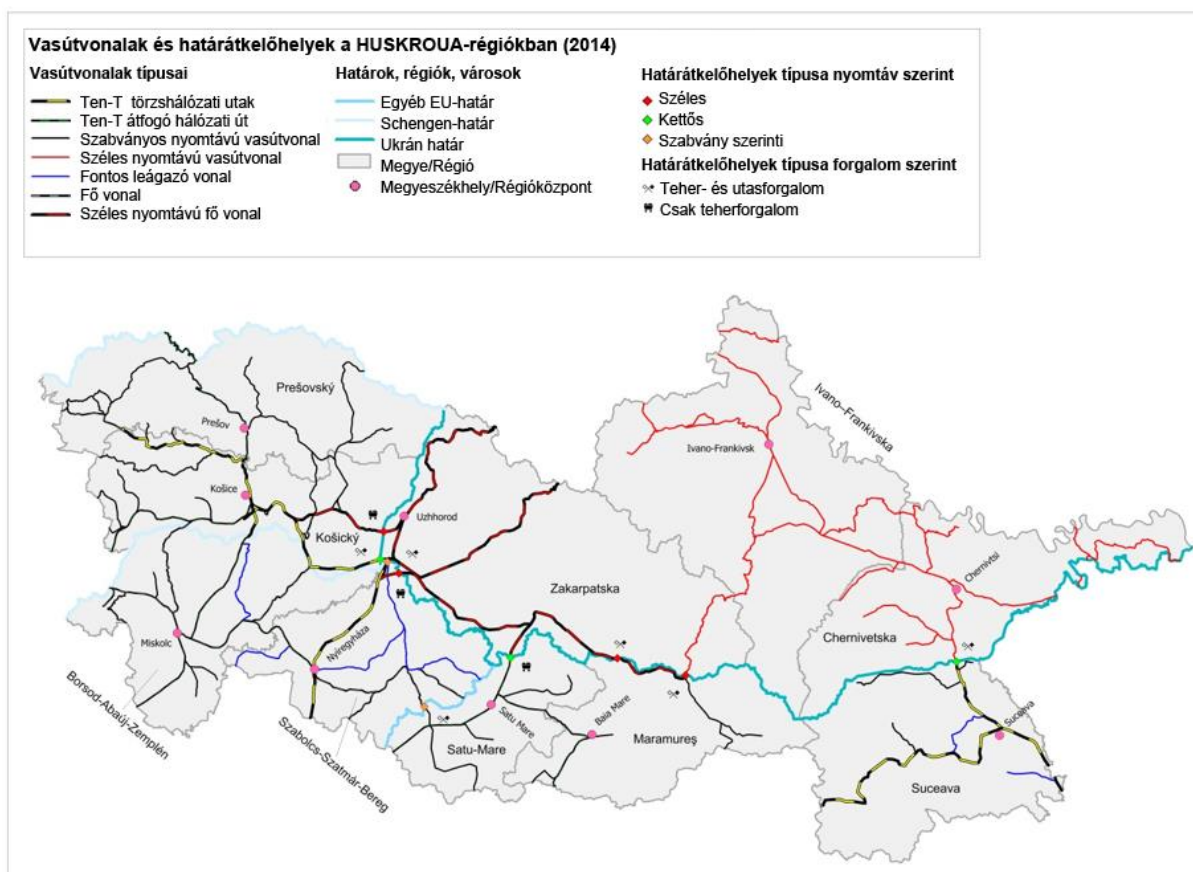 Vasútvonalak és határátkelőhelyek a HUSKROUA-régiókban (2014)
Vasútvonalak típusai
Ten-T törzshálózati utak
Ten-T átfogó hálózati út
Szabványos nyomtávú vasútvonal
Széles nyomtávú vasútvonal
Fontos leágazó vonal
Fő vonal
Széles nyomtávú fő vonal
Határok, régiók, városok
Egyéb EU-határ
Schengen-határ
Ukrán határ
Megye/Régió
Megyeszékhely/Régióközpont
Határátkelőhelyek típusa nyomtáv szerint
Széles
Kettős
Szabvány szerinti
Határátkelőhelyek típusa forgalom szerint
Teher- és utasforgalom
Csak teherforgalom
Prešovský
Prešov
Ivano-Frankivska
Ivano-Frankivsk
Košice
Uzhhorod
Košický
Zakarpatska
Chernivtsi
Chernivetska
Miskolc
Nyíregyháza
Borsod-Abaúj-Zemplén
Szabolcs-Szatmár-Bereg
Satu Mare
Satu-Mare
Baia Mare
Maramureş
Suceava
Suceava